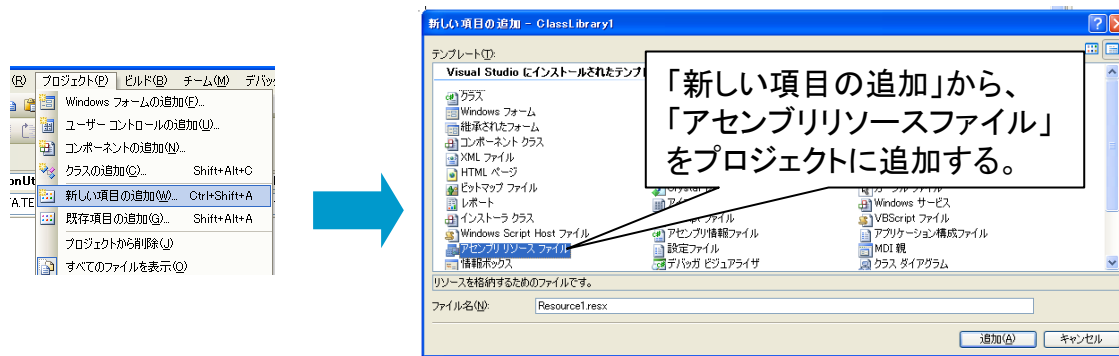 (R) プロジェクト(P) ビルド(B) チーム(M) デバッ
Windows フォームの追加(F)...
ユーザー コントロールの追加(U)...
コンポーネントの追加(N)...
クラスの追加(C)... Shift+Alt+C
新しい項目の追加(W)... Ctrl+Shift+A
既存項目の追加(G)... Shift+Alt+A
プロジェクトから削除(J)
すべてのファイルを表示(O)
onUt
A.TE
新しい項目の追加 - ClassLibrary1
テンプレート(T):
Visual Studio にインストールされたテンプ
「新しい項目の追加」から、
「アセンブリリソースファイル」
をプロジェクトに追加する。
クラス
Windows フォーム
継承されたフォーム
コンポーネント クラス
XML ファイル
HTML ページ
ビットマップ ファイル
レポート
インストーラ クラス
Windows Script Host ファイル
アセンブリ リソース ファイル
情報ボックス
ファイル
アセンブリ情報ファイル
設定ファイル
デバッガ ビジュアライザ
Windows サービス
VBScript ファイル
アプリケーション構成ファイル
MDI 親
クラス ダイアグラム
リソースを格納するためのファイルです。
ファイル名(N): Resource1.resx
追加(A) キャンセル